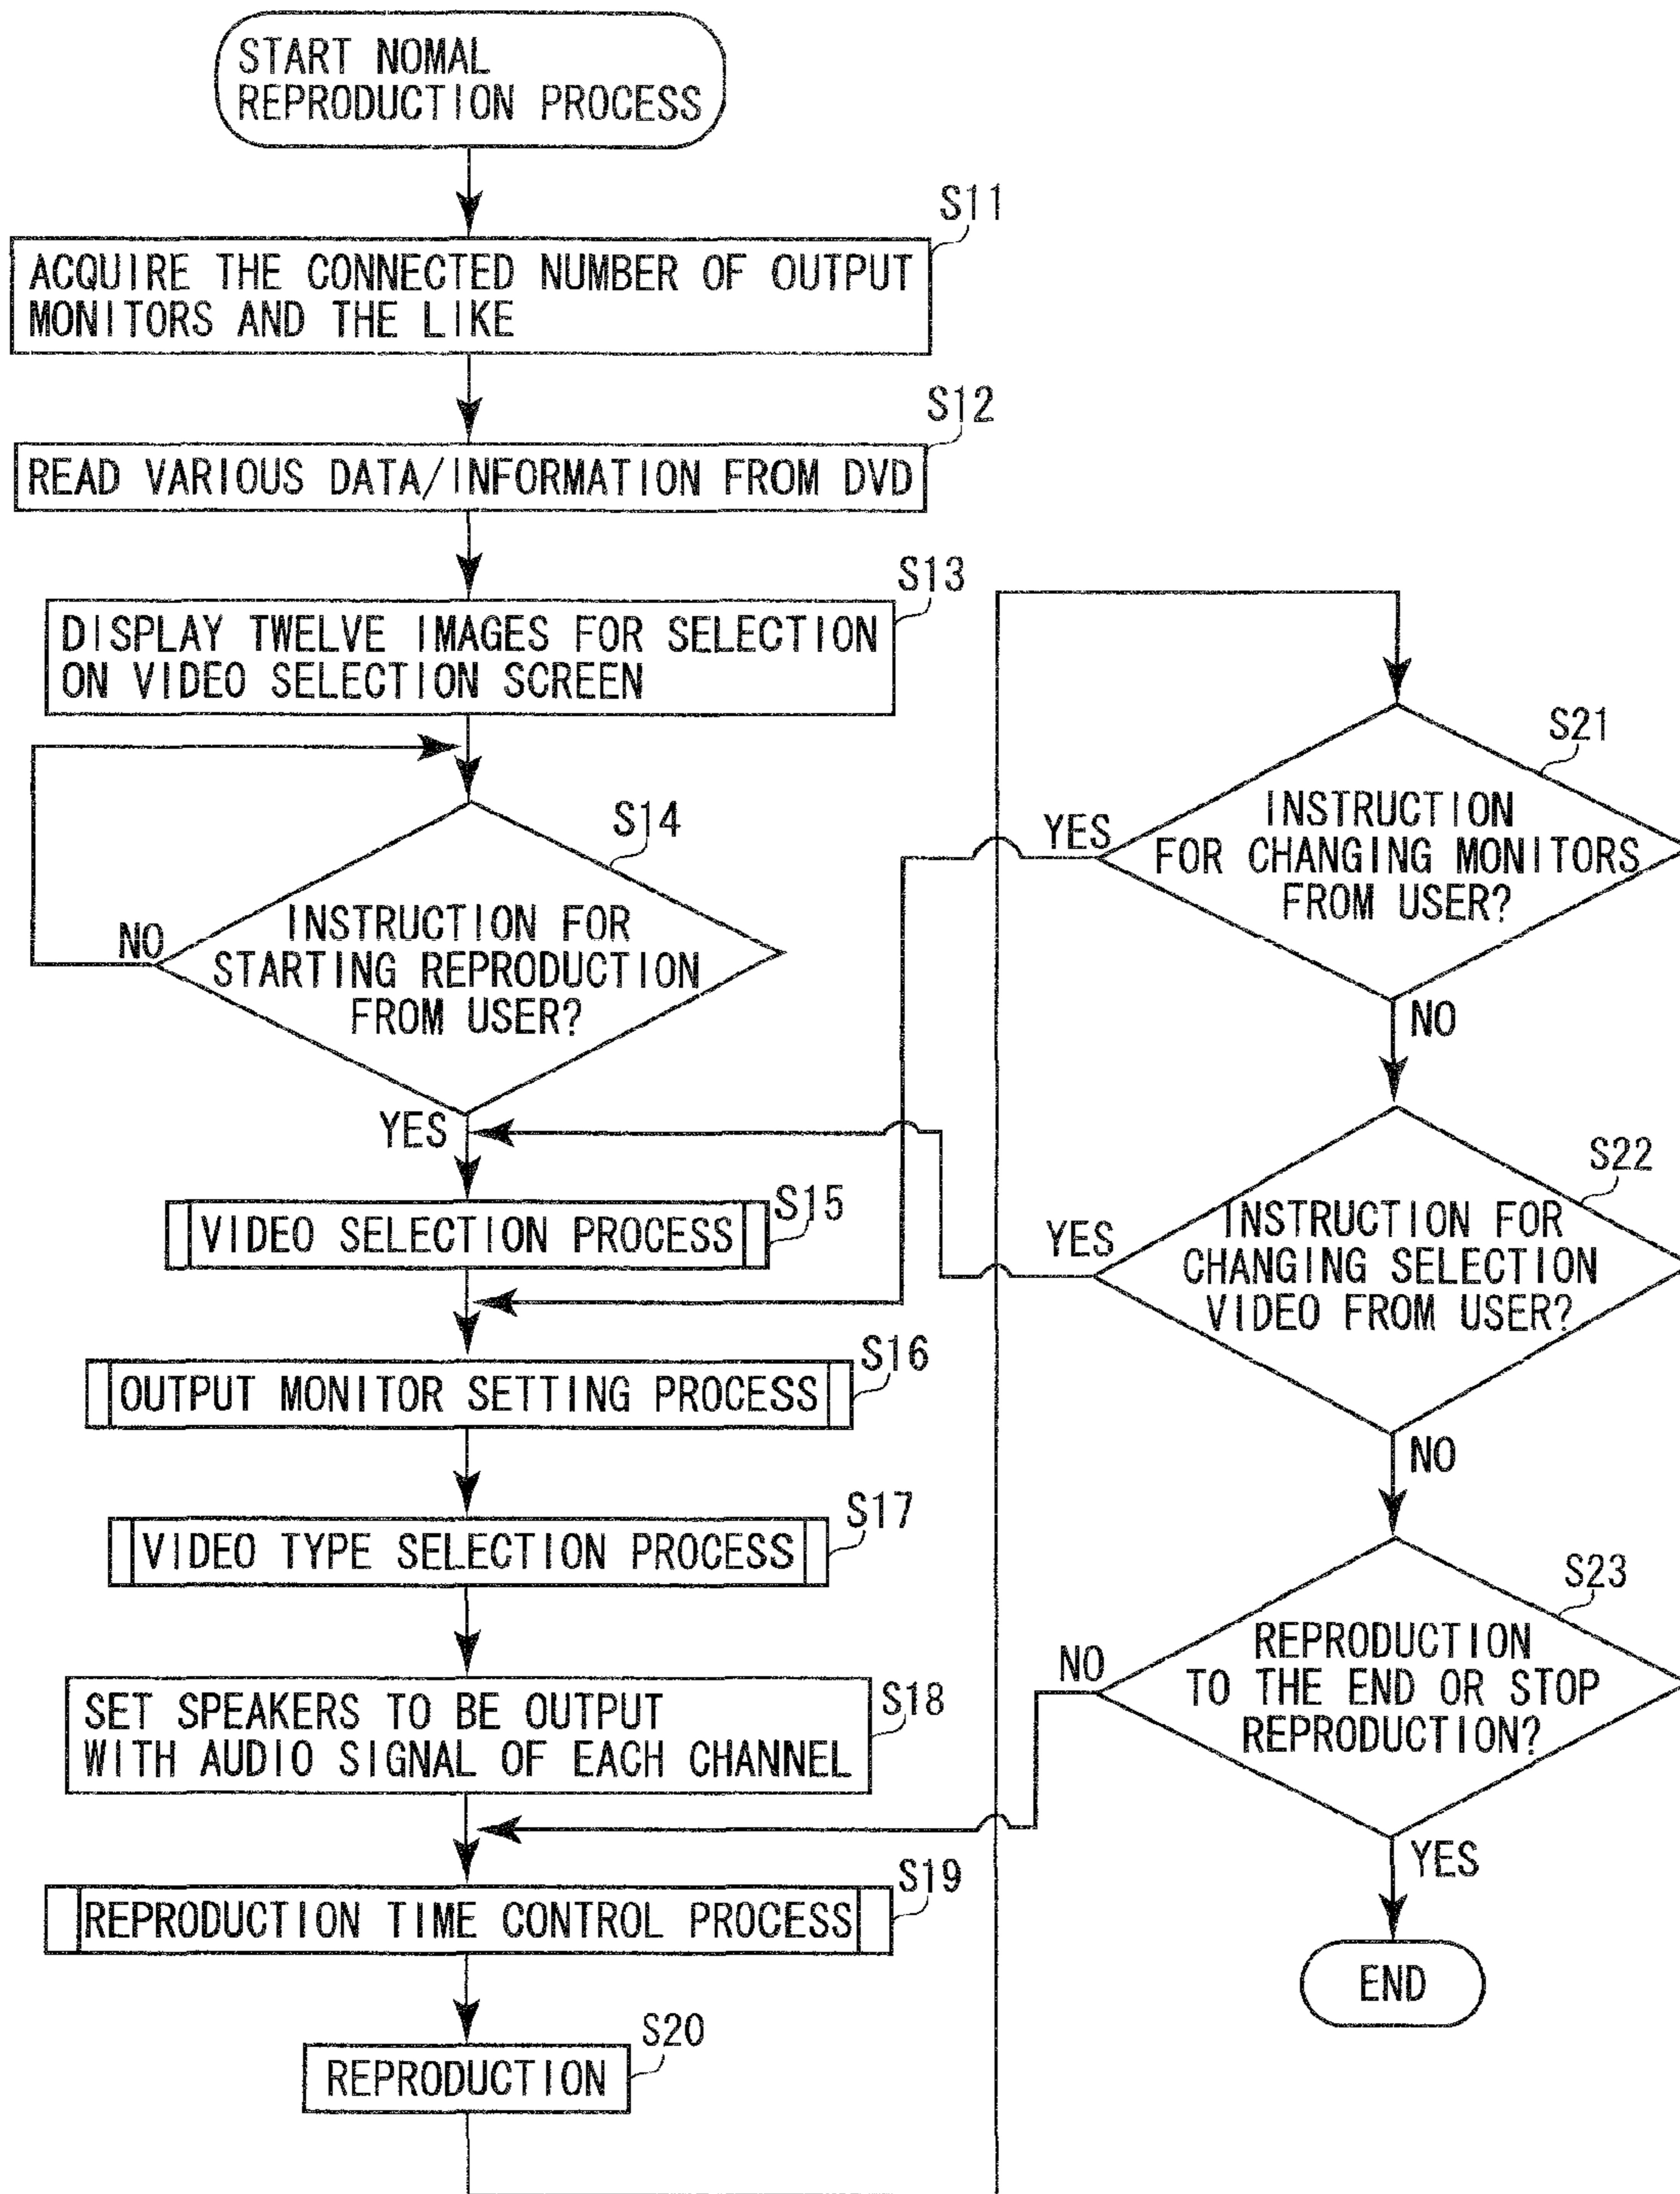 START NOMAL
REPRODUCTION PROCESS
S11
ACQUIRE THE CONNECTED NUMBER OF OUTPUT
MONITORS AND THE LIKE
S12
READ VARIOUS DATA/INFORMATION FROM DVD
S13
DISPLAY TWELVE IMAGES FOR SELECTION
ON VIDEO SELECTION SCREEN
S14
INSTRUCTION FOR
STARTING REPRODUCTION
FROM USER?
NO
YES
S15
VIDEO SELECTION PROCESS
S16
OUTPUT MONITOR SETTING PROCESS
S17
VIDEO TYPE SELECTION PROCESS
S18
SET SPEAKERS TO BE OUTPUT
WITH AUDIO SIGNAL OF EACH CHANNEL
S19
REPRODUCTION TIME CONTROL PROCESS
S20
REPRODUCTION
S21
INSTRUCTION
FOR CHANGING MONITORS
FROM USER?
YES
NO
S22
INSTRUCTION FOR
CHANGING SELECTION
VIDEO FROM USER?
YES
NO
S23
REPRODUCTION
TO THE END OR STOP
REPRODUCTION?
NO
YES
END